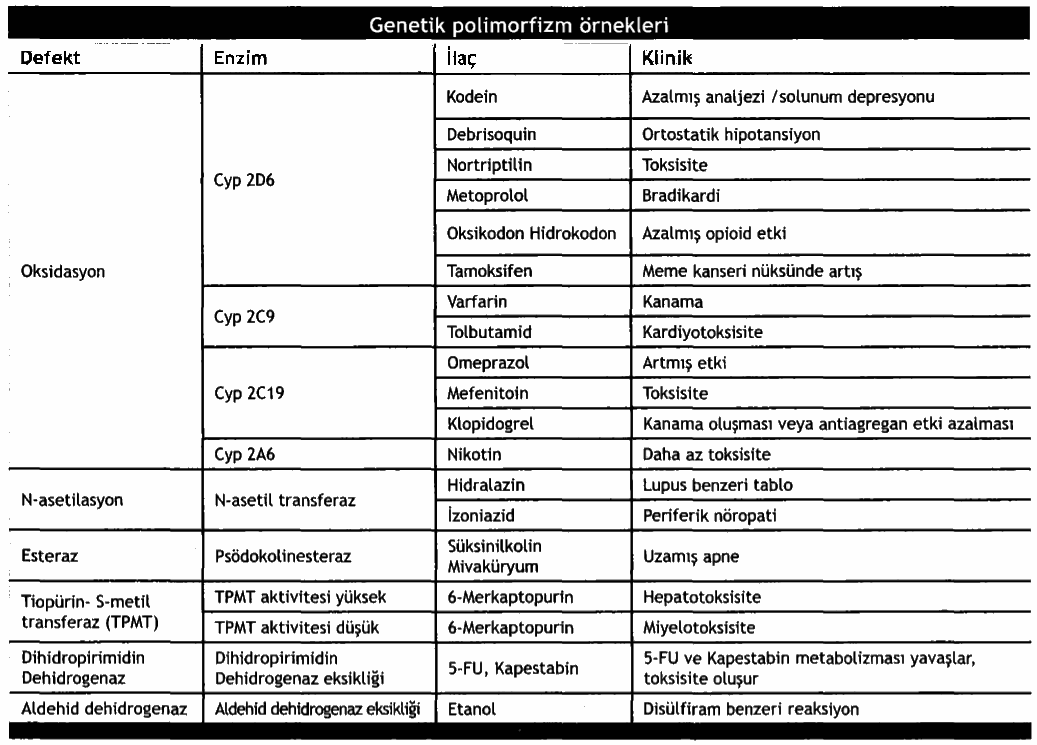 Genetik polimorfizm örnekleri
Defekt Enzim İlaç Klinik
Oksidasyon Cyp 2D6 Kodein Azalmış analjezi /solunum depresyonu
Debrisoquin Ortostatik hipotansiyon
Nortriptilin Toksisite
Metoprolol Bradikardi
Oksikodon Hidrokodon Azalmış opioid etki
Tamoksifen Meme kanseri nüksünde artış
Cyp 2C9 Varfarin Kanama
Tolbutamid Kardiyotoksisite
Cyp 2C19 Omeprazol Artmış etki
Mefenitoin Toksisite
Klopidogrel Kanama oluşması veya antiagregan etki azalması
Cyp 2A6 Nikotin Daha az toksisite
N-asetilasyon N-asetil transferaz Hidralazin Lupus benzeri tablo
İzoniazid Periferik nöropati
Esteraz Psödokolinesteraz Süksinilkolin
Mivaküryum Uzamış apne
Tiopürin- S-metil
transferaz (TPMT) TPMT aktivitesi yüksek 6-Merkaptopurin Hepatotoksisite
TPMT aktivitesi düşük 6-Merkaptopurin Miyelotoksisite
Dihidropirimidin
Dehidrogenaz Dihidropirimidin
Dehidrogenaz eksikliği 5-FU, Kapestabin 5-FU ve Kapestabin metabolizması yavaşlar,
toksisite oluşur
Aldehid dehidrogenaz Aldehid dehidrogenaz eksikliği Etanol Disülfiram benzeri reaksiyon